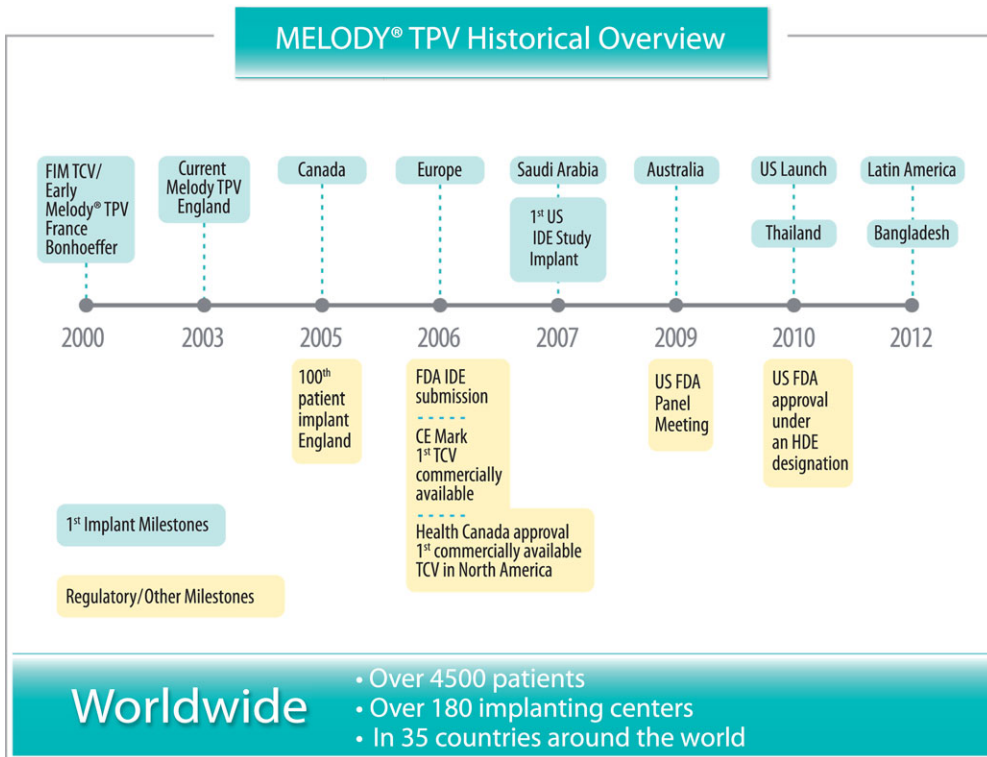 MELODY® TPV Historical Overview
FIM TCV/
Early
Melody® TPV
France
Bonhoeffer
Current
Melody TPV
England
Canada
Europe
Saudi Arabia
1st US
IDE Study
Implant
Australia
US Launch
Thailand
Latin America
Bangladesh
2000
2003
2005
2006
2007
2009
2010
2012
100th
patient
implant
England
FDA IDE
submission
CE Mark
1st TCV
commercially
available
Health Canada approval
1st commercially available
TCV in North America
US FDA
Panel
Meeting
US FDA
approval
under
an HDE
designation
1st Implant Milestones
Regulatory/Other Milestones
Worldwide
• Over 4500 patients
• Over 180 implanting centers
• In 35 countries around the world